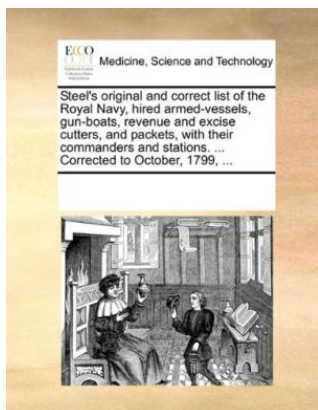 ECCO
Medicine, Science and Technology
Steel's original and correct list of the
Royal Navy, hired armed-vessels,
gun-boats, revenue and excise
cutters, and packets, with their
commanders and stations. ...
Corrected to October, 1799, ...